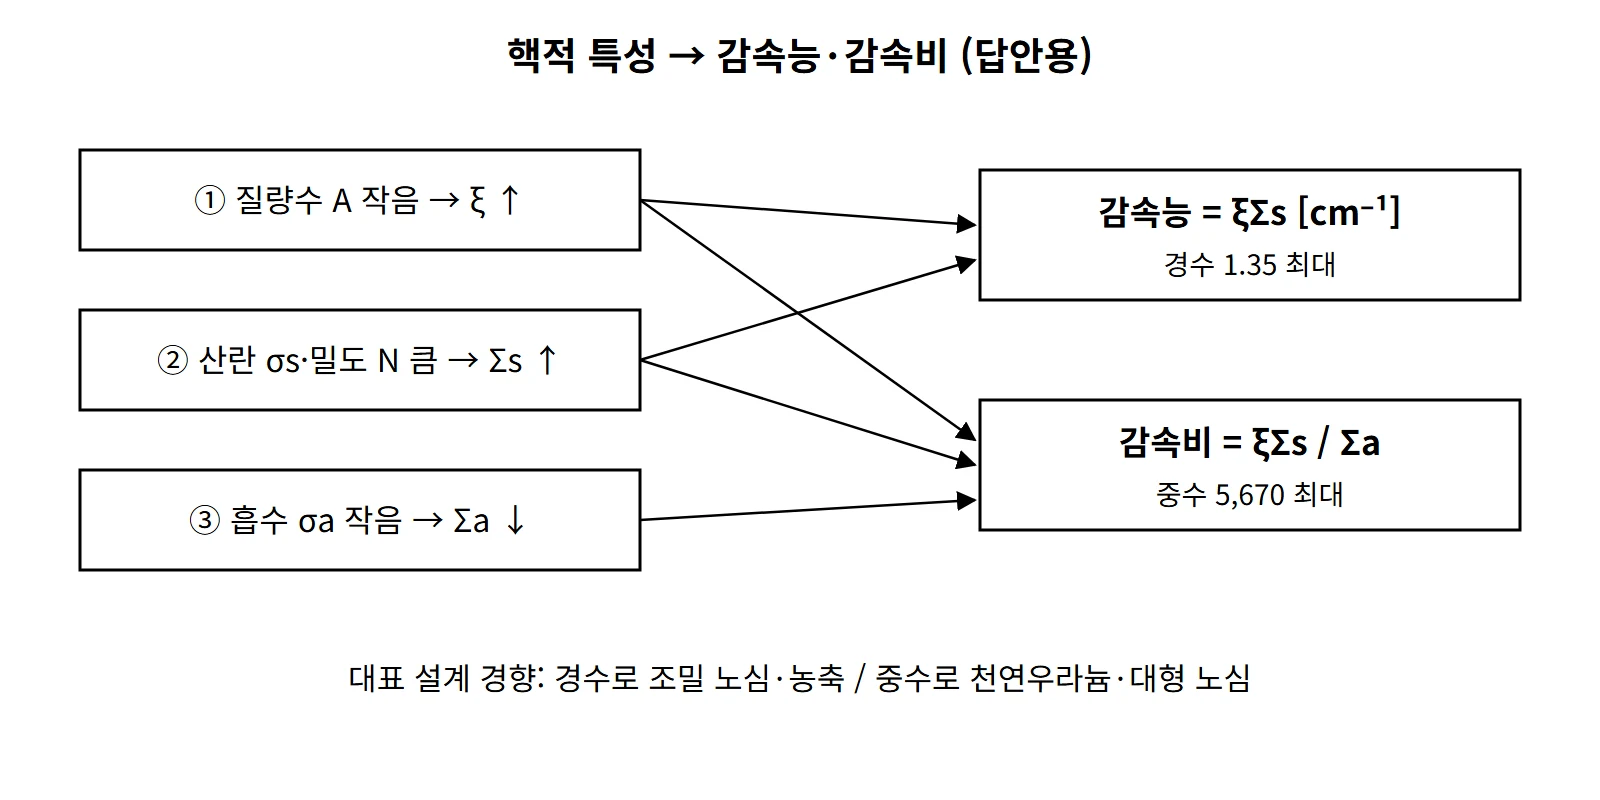 핵적 특성 → 감속능·감속비 (답안용)
① 질량수 A 작음 → ξ ↑
② 산란 σs·밀도 N 큼 → Σs ↑
③ 흡수 σa 작음 → Σa ↓
감속능 = ξΣs [cm⁻¹]
경수 1.35 최대
감속비 = ξΣs / Σa
중수 5,670 최대
대표 설계 경향: 경수로 조밀 노심·농축 / 중수로 천연우라늄·대형 노심